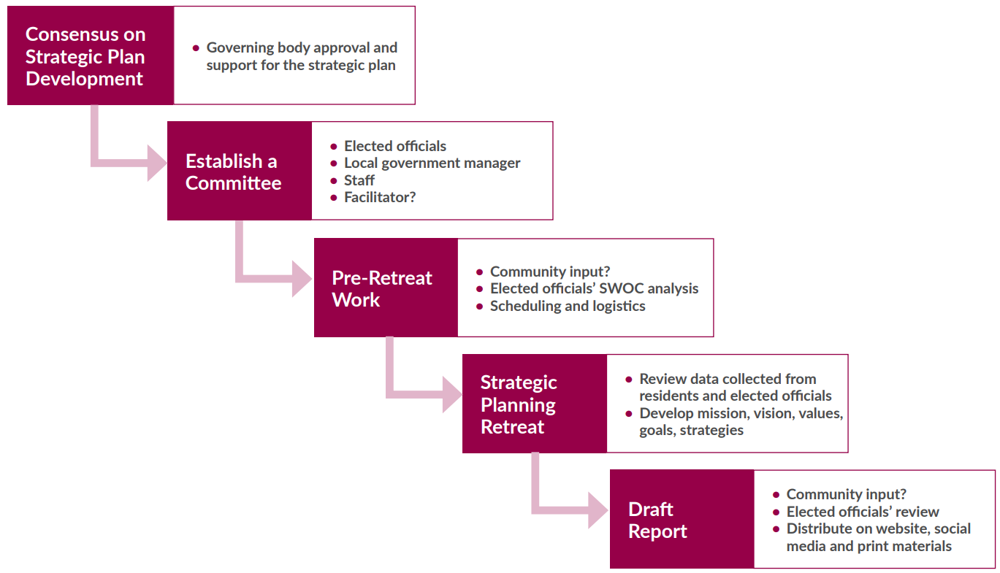 Consensus on
Strategic Plan
Development
• Governing body approval and
support for the strategic plan
Establish a
Committee
• Elected officials
• Local government manager
• Staff
• Facilitator?
Pre-Retreat
Work
• Community input?
• Elected officials’ SWOC analysis
• Scheduling and logistics
Strategic
Planning
Retreat
• Review data collected from
residents and elected officials
• Develop mission, vision, values,
goals, strategies
Draft
Report
• Community input?
• Elected officials’ review
• Distribute on website, social
media and print materials